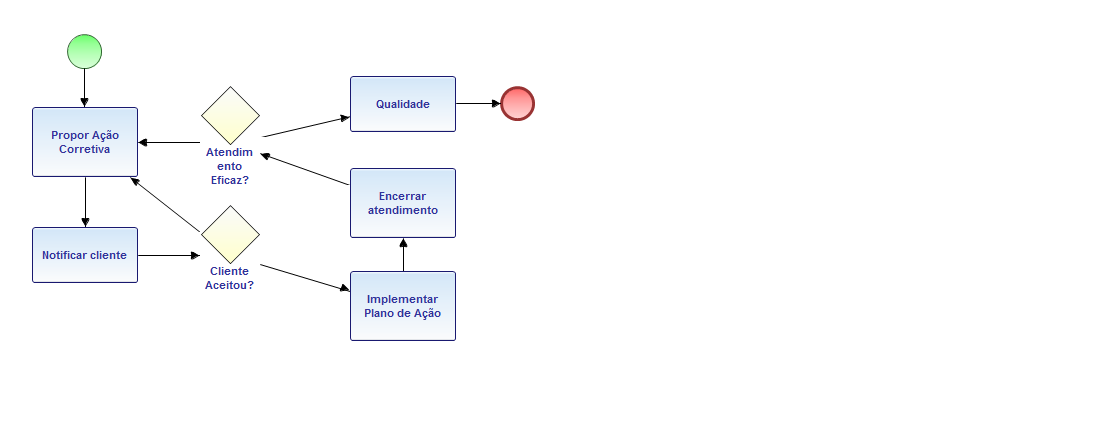 Propor Ação
Corretiva
Notificar cliente
Atendim
ento
Eficaz?
Cliente
Aceitou?
Qualidade
Encerrar
atendimento
Implementar
Plano de Ação